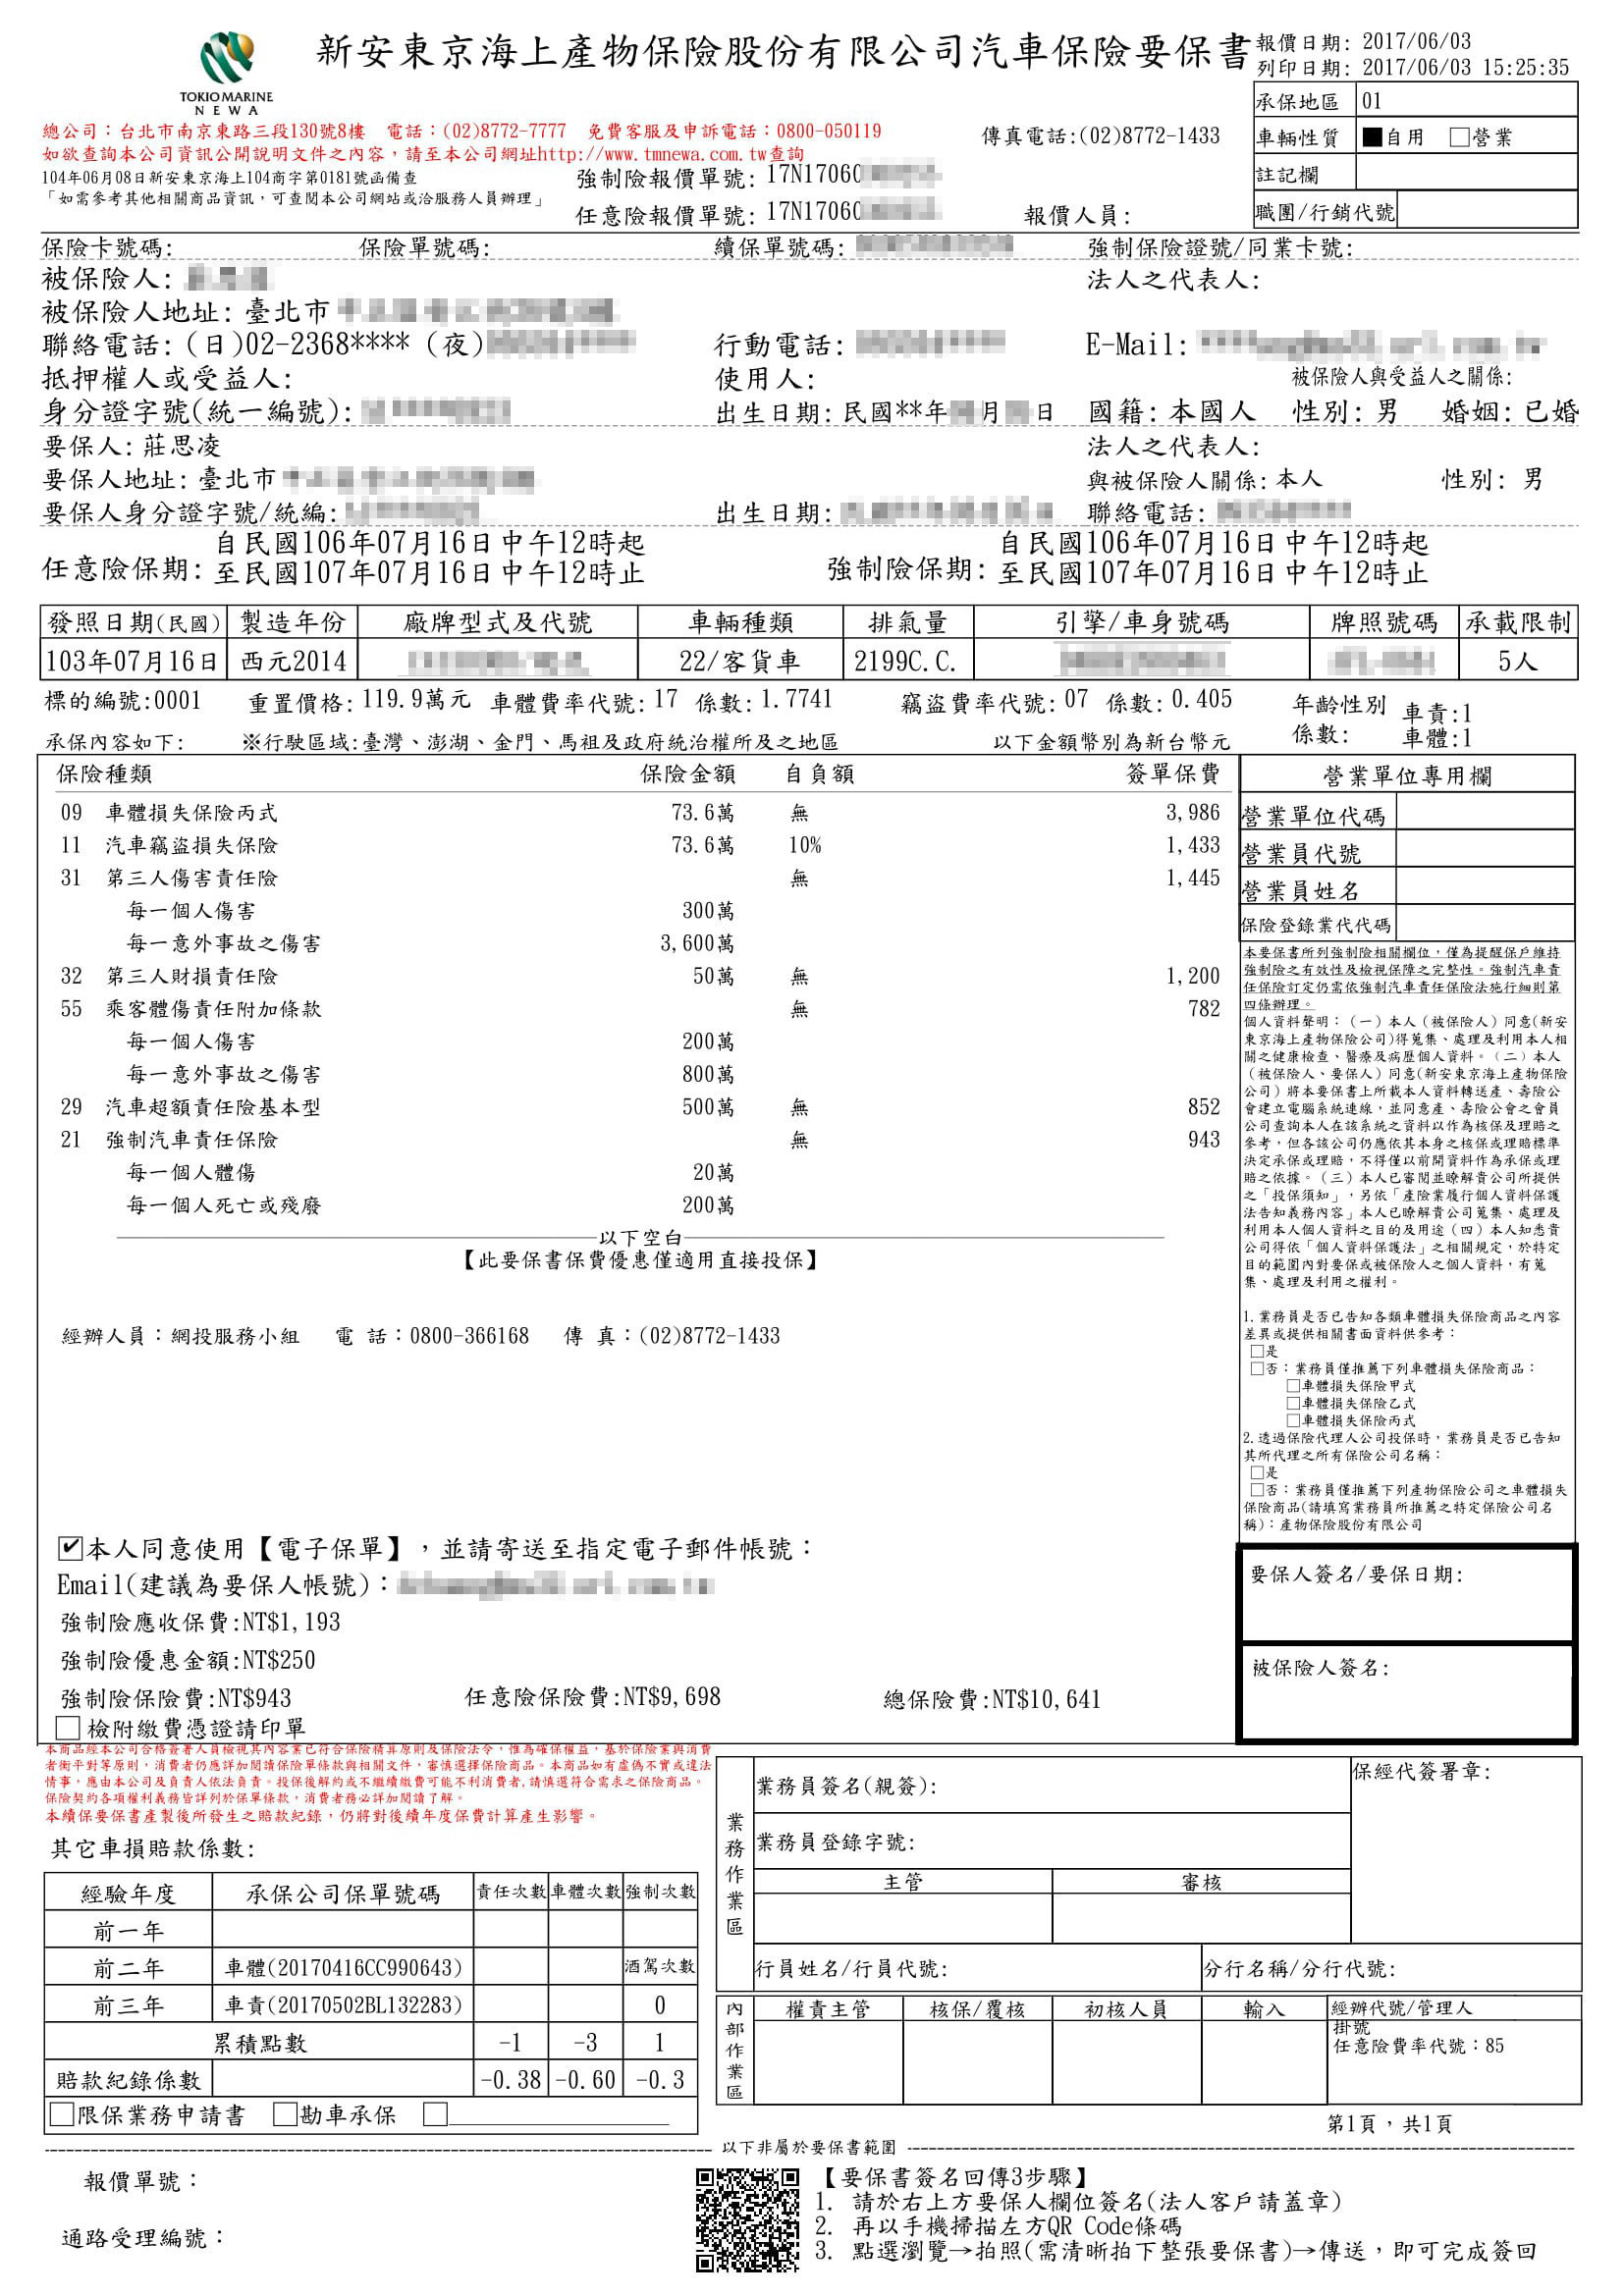 TOKIO MARINE
NEWA
新安東京海上產物保險股份有限公司汽車保險要保書
報價日期: 2017/06/03
列印日期: 2017/06/03 15:25:35
承保地區 01
車輛性質 ■自用 □營業
註記欄
職團/行銷代號
總公司：台北市南京東路三段130號8樓 電話：(02)8772-7777 免費客服及申訴電話：0800-050119
傳真電話:(02)8772-1433
如欲查詢本公司資訊公開說明文件之內容，請至本公司網址http://www.tmnewa.com.tw查詢
104年06月08日新安東京海上104商字第0181號函備查
「如需參考其他相關商品資訊，可查閱本公司網站或洽服務人員辦理」
強制險報價單號: 17N17060
任意險報價單號: 17N17060 報價人員:
保險卡號碼: 保險單號碼: 續保單號碼: 強制保險證號/同業卡號:
被保險人: 法人之代表人:
被保險人地址: 臺北市
聯絡電話: (日)02-2368**** (夜) 行動電話: E-Mail:
抵押權人或受益人: 使用人: 被保險人與受益人之關係:
身分證字號(統一編號): 出生日期: 民國**年 月 日 國籍: 本國人 性別: 男 婚姻: 已婚
要保人: 莊思凌 法人之代表人:
要保人地址: 臺北市 與被保險人關係: 本人 性別: 男
要保人身分證字號/統編: 出生日期: 聯絡電話:
任意險保期: 自民國106年07月16日中午12時起
至民國107年07月16日中午12時止
強制險保期: 自民國106年07月16日中午12時起
至民國107年07月16日中午12時止
發照日期(民國) 製造年份 廠牌型式及代號 車輛種類 排氣量 引擎/車身號碼 牌照號碼 承載限制
103年07月16日 西元2014 22/客貨車 2199C.C. 5人
標的編號:0001 重置價格: 119.9萬元 車體費率代號: 17 係數: 1.7741 竊盜費率代號: 07 係數: 0.405 年齡性別 車責:1
係數: 車體:1
承保內容如下: ※行駛區域:臺灣、澎湖、金門、馬祖及政府統治權所及之地區 以下金額幣別為新台幣元
保險種類 保險金額 自負額 簽單保費
09 車體損失保險丙式 73.6萬 無 3,986
11 汽車竊盜損失保險 73.6萬 10% 1,433
31 第三人傷害責任險 無 1,445
每一個人傷害 300萬
每一意外事故之傷害 3,600萬
32 第三人財損責任險 50萬 無 1,200
55 乘客體傷責任附加條款 無 782
每一個人傷害 200萬
每一意外事故之傷害 800萬
29 汽車超額責任險基本型 500萬 無 852
21 強制汽車責任保險 無 943
每一個人體傷 20萬
每一個人死亡或殘廢 200萬
以下空白
【此要保書保費優惠僅適用直接投保】
經辦人員：網投服務小組 電 話：0800-366168 傳 真：(02)8772-1433
☑本人同意使用【電子保單】，並請寄送至指定電子郵件帳號：
Email(建議為要保人帳號)：
強制險應收保費:NT$1,193
強制險優惠金額:NT$250
強制險保險費:NT$943 任意險保險費:NT$9,698 總保險費:NT$10,641
□ 檢附繳費憑證請印單
營業單位專用欄
營業單位代碼
營業員代號
營業員姓名
保險登錄業代代碼
本要保書所列強制險相關欄位，僅為提醒保戶維持
強制險之有效性及檢視保障之完整性。強制汽車責
任保險訂定仍需依強制汽車責任保險法施行細則第
四條辦理。
個人資料聲明：（一）本人（被保險人）同意(新安
東京海上產物保險公司)得蒐集、處理及利用本人相
關之健康檢查、醫療及病歷個人資料。（二）本人
（被保險人、要保人）同意(新安東京海上產物保險
公司）將本要保書上所載本人資料轉送產、壽險公
會建立電腦系統連線，並同意產、壽險公會之會員
公司查詢本人在該系統之資料以作為核保及理賠之
參考，但各該公司仍應依其本身之核保或理賠標準
決定承保或理賠，不得僅以前開資料作為承保或理
賠之依據。（三）本人已審閱並瞭解貴公司所提供
之「投保須知」，另依「產險業履行個人資料保護
法告知義務內容」本人已瞭解貴公司蒐集、處理及
利用本人個人資料之目的及用途（四）本人知悉貴
公司得依「個人資料保護法」之相關規定，於特定
目的範圍內對要保或被保險人之個人資料，有蒐
集、處理及利用之權利。
1.業務員是否已告知各類車體損失保險商品之內容
差異或提供相關書面資料供參考：
□是
□否：業務員僅推薦下列車體損失保險商品：
□車體損失保險甲式
□車體損失保險乙式
□車體損失保險丙式
2.透過保險代理人公司投保時，業務員是否已告知
其所代理之所有保險公司名稱：
□是
□否：業務員僅推薦下列產物保險公司之車體損失
保險商品(請填寫業務員所推薦之特定保險公司名
稱)：產物保險股份有限公司
要保人簽名/要保日期:
被保險人簽名:
本商品經本公司合格簽署人員檢視其內容業已符合保險精算原則及保險法令，惟為確保權益，基於保險業與消費
者衡平對等原則，消費者仍應詳加閱讀保險單條款與相關文件，審慎選擇保險商品。本商品如有虛偽不實或違法
情事，應由本公司及負責人依法負責。投保後解約或不繼續繳費可能不利消費者,請慎選符合需求之保險商品。
保險契約各項權利義務皆詳列於保單條款，消費者務必詳加閱讀了解。
本續保要保書產製後所發生之賠款紀錄，仍將對後續年度保費計算產生影響。
其它車損賠款係數:
經驗年度 承保公司保單號碼 責任次數 車體次數 強制次數
前一年
前二年 車體(20170416CC990643) 酒駕次數
前三年 車責(20170502BL132283) 0
累積點數 -1 -3 1
賠款紀錄係數 -0.38 -0.60 -0.3
□限保業務申請書 □勘車承保 □
業務作業區
業務員簽名(親簽):
保經代簽署章:
業務員登錄字號:
主管 審核
行員姓名/行員代號: 分行名稱/分行代號:
內部作業區
權責主管 核保/覆核 初核人員 輸入 經辦代號/管理人
掛號
任意險費率代號：85
第1頁，共1頁
以下非屬於要保書範圍
報價單號：
通路受理編號：
【要保書簽名回傳3步驟】
1. 請於右上方要保人欄位簽名(法人客戶請蓋章)
2. 再以手機掃描左方QR Code條碼
3. 點選瀏覽→拍照(需清晰拍下整張要保書)→傳送，即可完成簽回